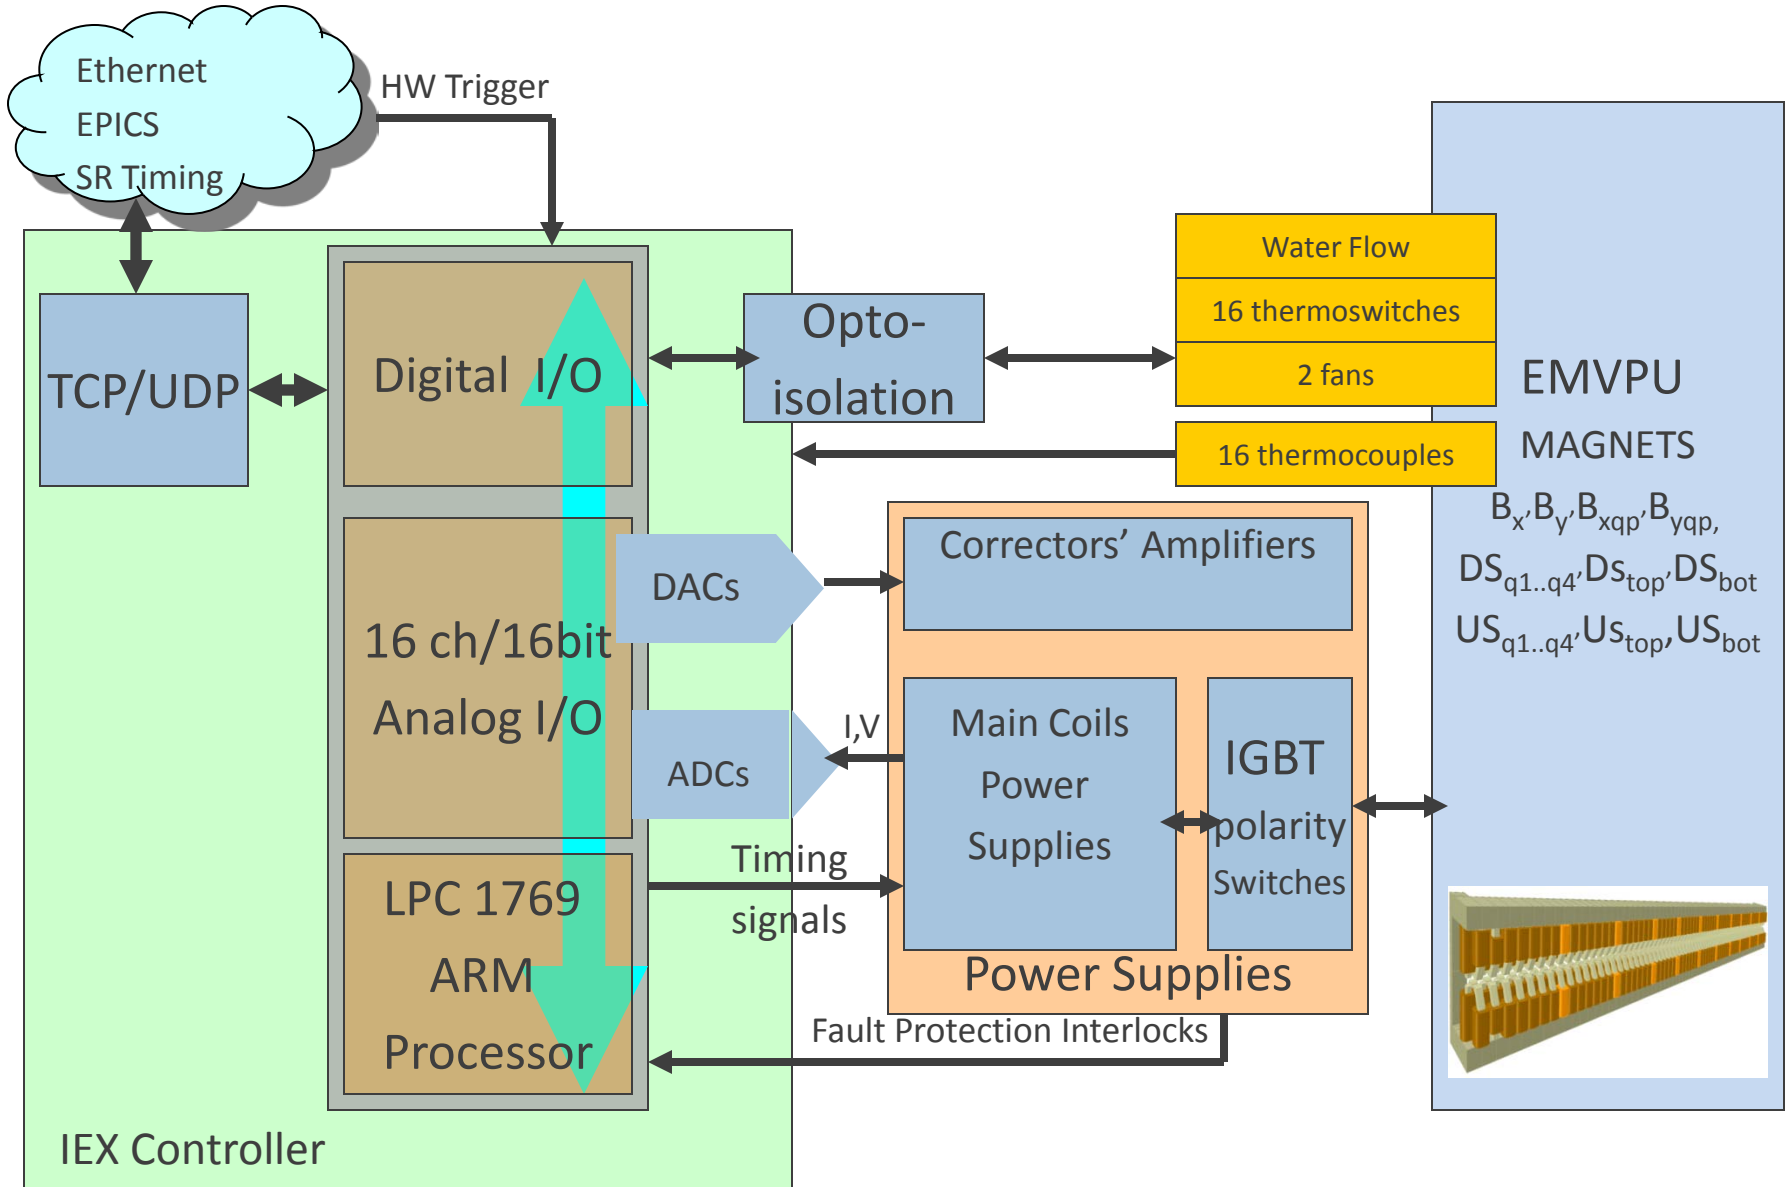 Ethernet
EPICS
SR Timing
HW Trigger
TCP/UDP
Digital I/O
Opto-
isolation
Water Flow
16 thermoswitches
2 fans
16 thermocouples
EMVPU
MAGNETS
Bx,By,Bxqp,Byqp,
DSq1..q4,Dstop,DSbot
USq1..q4,Ustop,USbot
16 ch/16bit
Analog I/O
DACs
ADCs
Correctors’ Amplifiers
I,V
Main Coils
Power
Supplies
IGBT
polarity
Switches
Power Supplies
LPC 1769
ARM
Processor
Timing
signals
Fault Protection Interlocks
IEX Controller